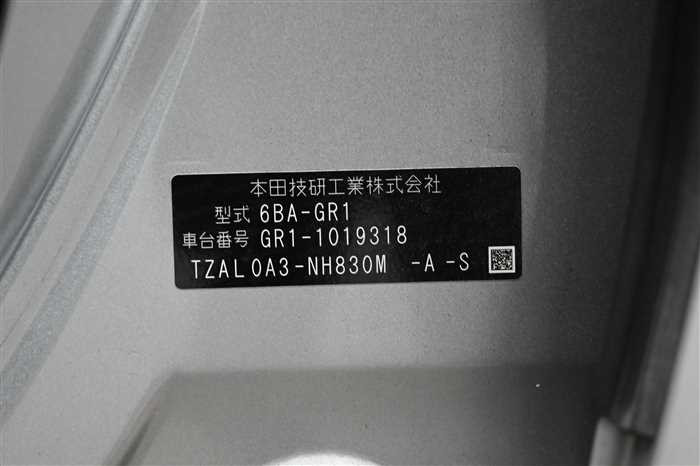 本田技研工業株式会社
型式 6BA-GR1
車台番号 GR1-1019318
TZAL0A3-NH830M -A-S